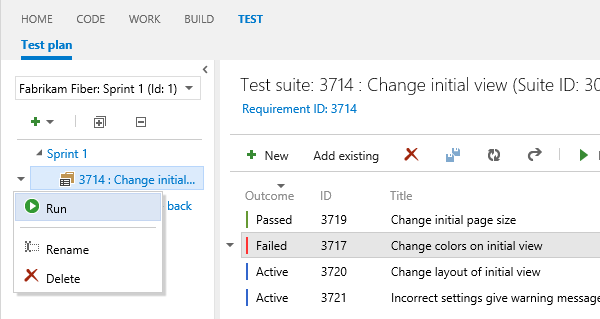 HOME CODE WORK BUILD TEST
Test plan
Fabrikam Fiber: Sprint 1 (Id: 1)
Sprint 1
3714 : Change initial...
back
Run
Rename
Delete
Test suite: 3714 : Change initial view (Suite ID: 30
Requirement ID: 3714
New Add existing
Outcome ID Title
Passed 3719 Change initial page size
Failed 3717 Change colors on initial view
Active 3720 Change layout of initial view
Active 3721 Incorrect settings give warning message